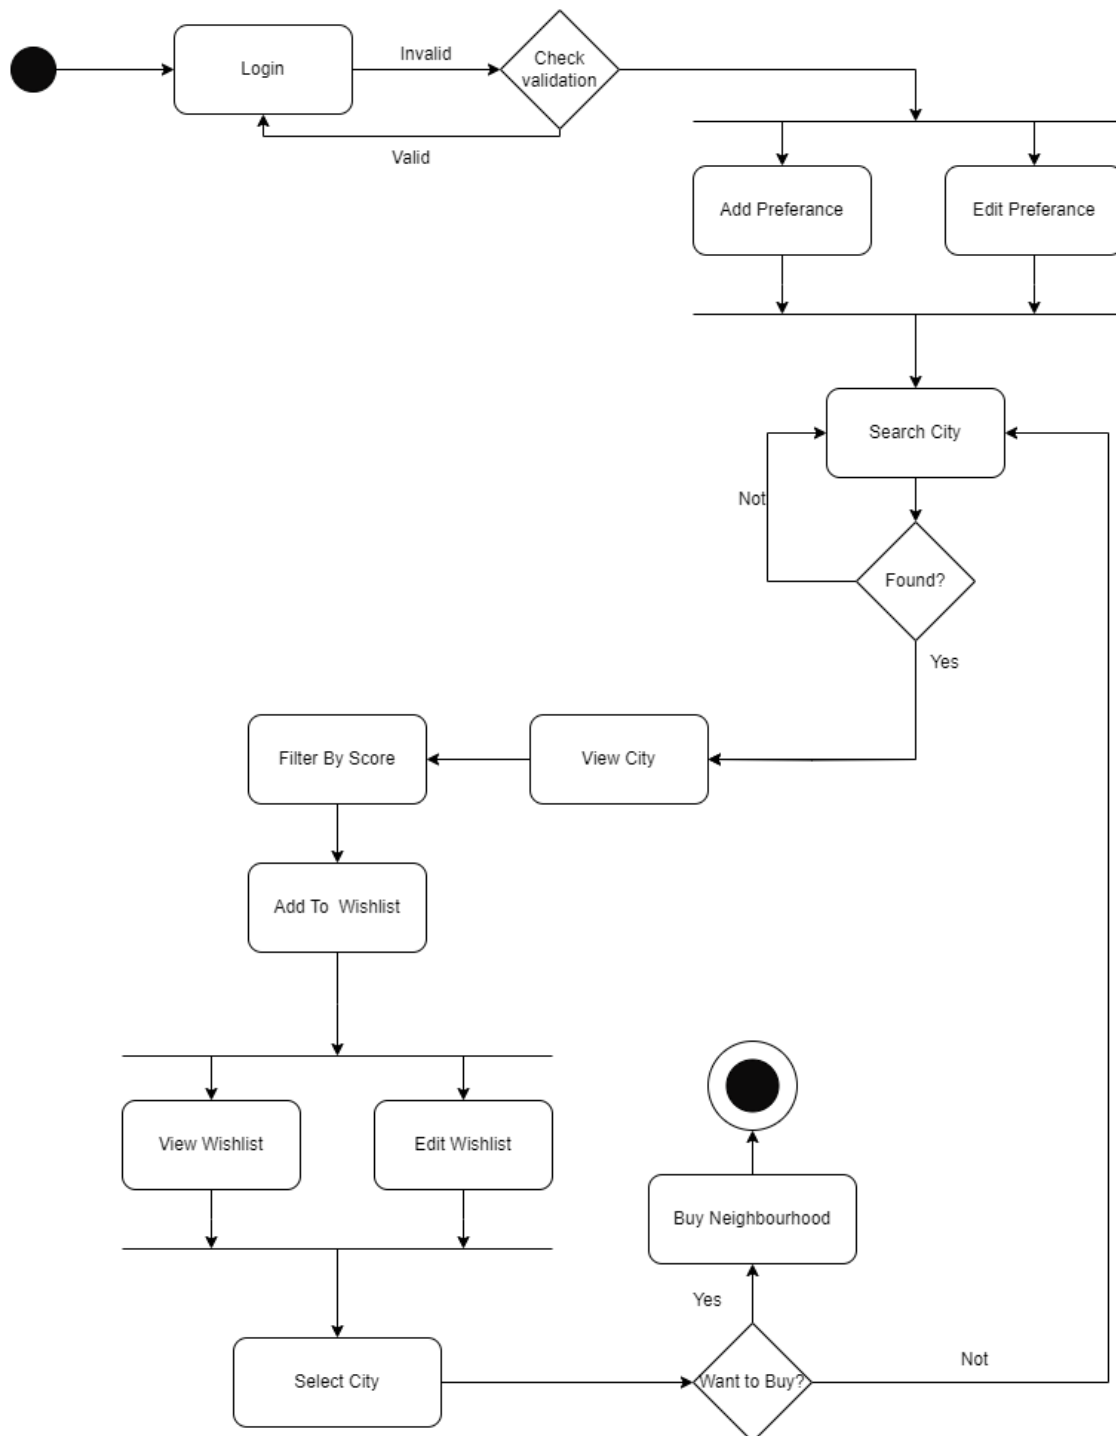 Login
Invalid
Check
validation
Valid
Add Preferance
Edit Preferance
Search City
Not
Found?
Yes
Filter By Score
View City
Add To  Wishlist
View Wishlist
Edit Wishlist
Buy Neighbourhood
Yes
Select City
Want to Buy?
Not